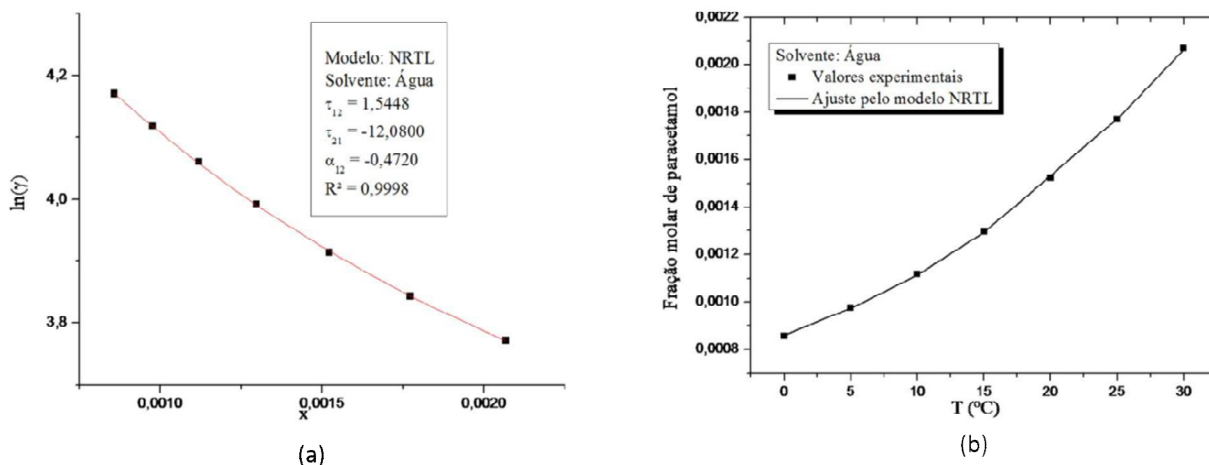 4,2
4,0
3,8
ln(γ)
Modelo: NRTL
Solvente: Água
τ₁₂ = 1,5448
τ₂₁ = -12,0800
α₁₂ = -0,4720
R² = 0,9998
0,0010 0,0015 0,0020
x
(a)
0,0022
0,0020
0,0018
0,0016
0,0014
0,0012
0,0010
0,0008
Fração molar de paracetamol
Solvente: Água
Valores experimentais
Ajuste pelo modelo NRTL
0 5 10 15 20 25 30
T (ºC)
(b)